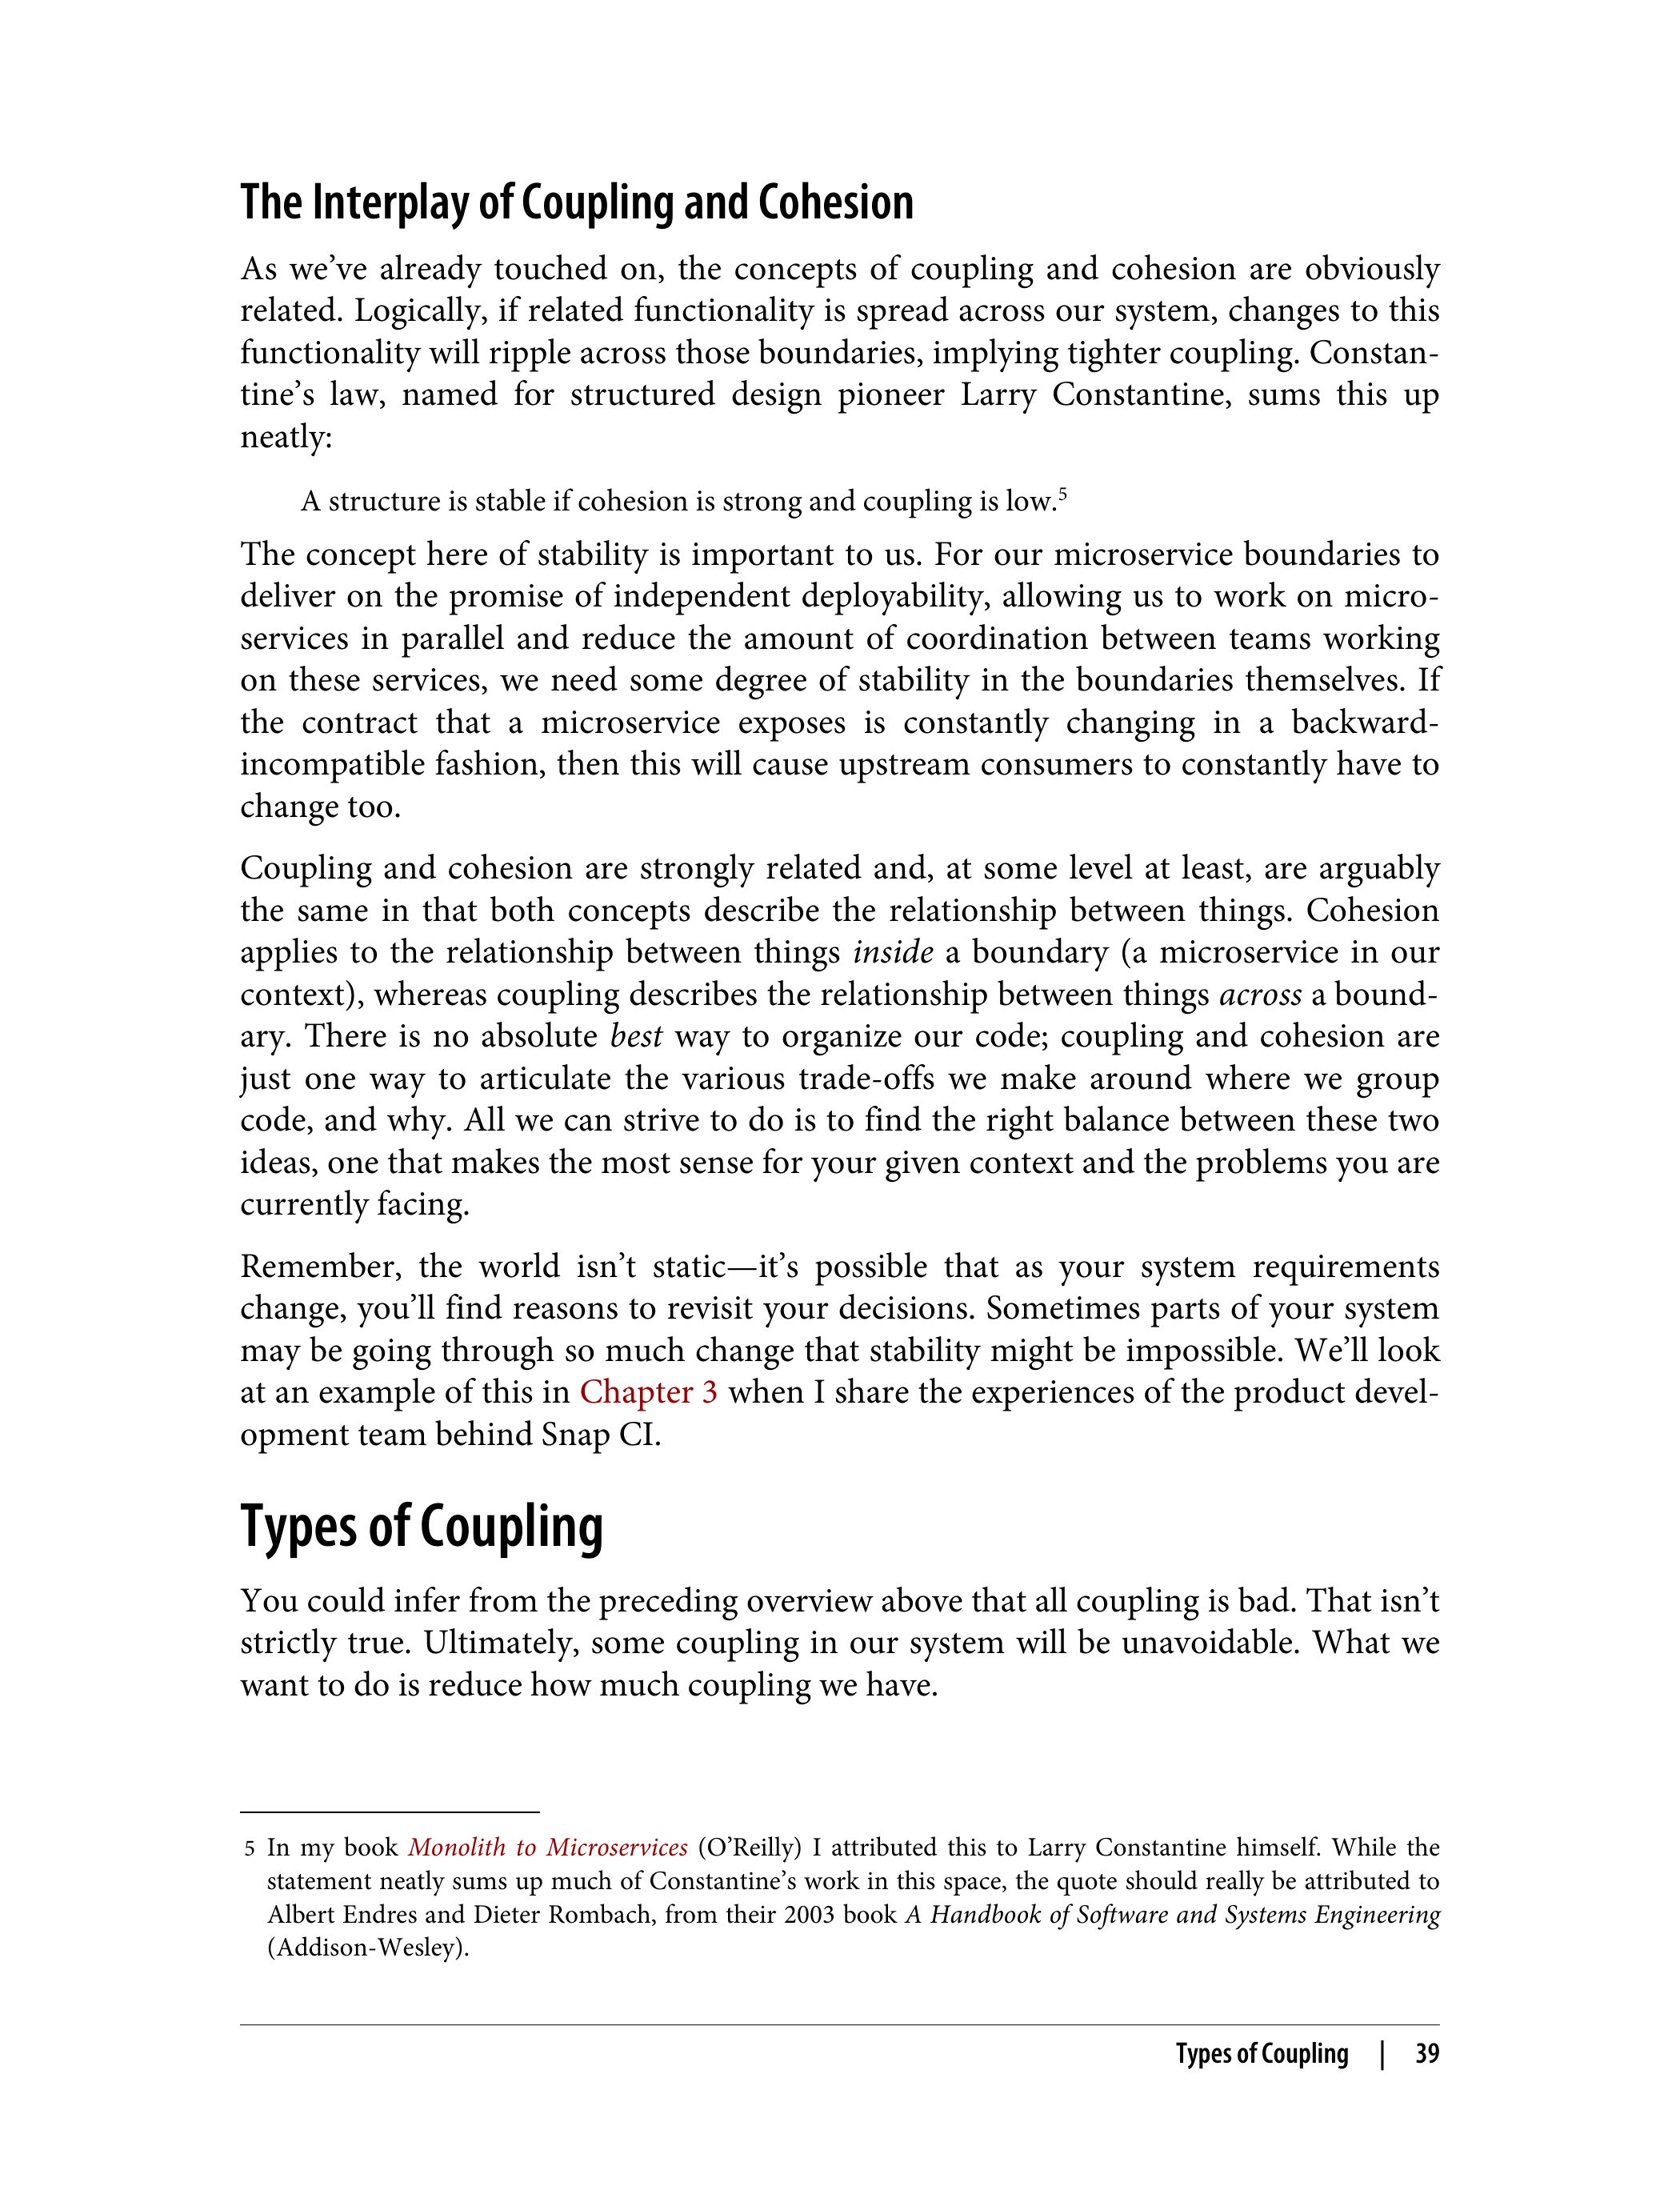 The Interplay of Coupling and Cohesion
As we’ve already touched on, the concepts of coupling and cohesion are obviously
related. Logically, if related functionality is spread across our system, changes to this
functionality will ripple across those boundaries, implying tighter coupling. Constan-
tine’s law, named for structured design pioneer Larry Constantine, sums this up
neatly:
A structure is stable if cohesion is strong and coupling is low.5
The concept here of stability is important to us. For our microservice boundaries to
deliver on the promise of independent deployability, allowing us to work on micro-
services in parallel and reduce the amount of coordination between teams working
on these services, we need some degree of stability in the boundaries themselves. If
the contract that a microservice exposes is constantly changing in a backward-
incompatible fashion, then this will cause upstream consumers to constantly have to
change too.
Coupling and cohesion are strongly related and, at some level at least, are arguably
the same in that both concepts describe the relationship between things. Cohesion
applies to the relationship between things inside a boundary (a microservice in our
context), whereas coupling describes the relationship between things across a bound-
ary. There is no absolute best way to organize our code; coupling and cohesion are
just one way to articulate the various trade-offs we make around where we group
code, and why. All we can strive to do is to find the right balance between these two
ideas, one that makes the most sense for your given context and the problems you are
currently facing.
Remember, the world isn’t static—it’s possible that as your system requirements
change, you’ll find reasons to revisit your decisions. Sometimes parts of your system
may be going through so much change that stability might be impossible. We’ll look
at an example of this in Chapter 3 when I share the experiences of the product devel-
opment team behind Snap CI.
Types of Coupling
You could infer from the preceding overview above that all coupling is bad. That isn’t
strictly true. Ultimately, some coupling in our system will be unavoidable. What we
want to do is reduce how much coupling we have.
5 In my book Monolith to Microservices (O’Reilly) I attributed this to Larry Constantine himself. While the
statement neatly sums up much of Constantine’s work in this space, the quote should really be attributed to
Albert Endres and Dieter Rombach, from their 2003 book A Handbook of Software and Systems Engineering
(Addison-Wesley).
Types of Coupling | 39